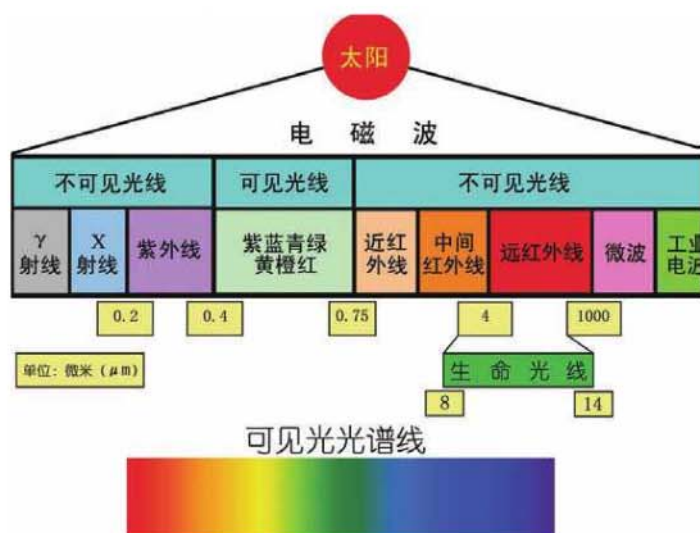 太阳
电 磁 波
不可见光线
可见光线
不可见光线
γ
射线
X
射线
紫外线
紫蓝青绿
黄橙红
近红
外线
中间
红外线
远红外线
微波
工业
电波
0.2
0.4
0.75
4
1000
单位: 微米 (μm)
生 命 光 线
8
14
可见光光谱线